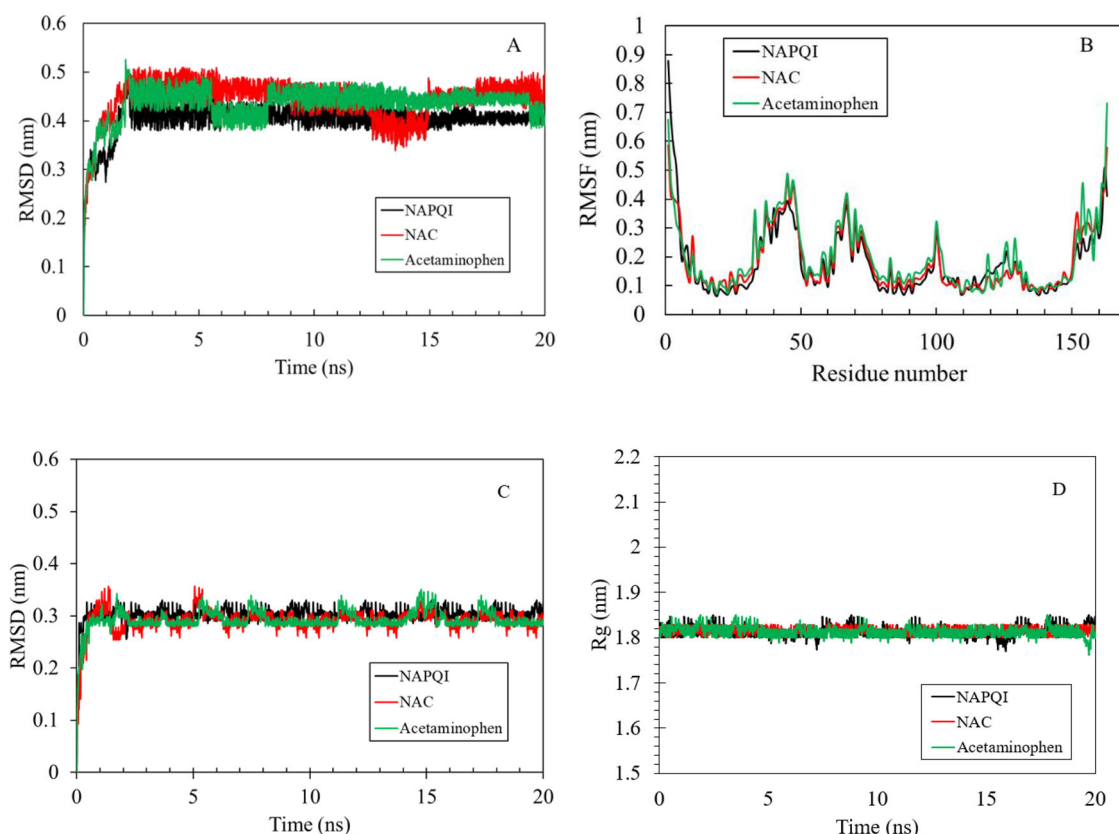 A
RMSD (nm)
0.6
0.5
0.4
0.3
0.2
0.1
0
NAPQI
NAC
Acetaminophen
0 5 10 15 20
Time (ns)
B
RMSF (nm)
1
0.9
0.8
0.7
0.6
0.5
0.4
0.3
0.2
0.1
0
NAPQI
NAC
Acetaminophen
0 50 100 150
Residue number
C
RMSD (nm)
0.6
0.5
0.4
0.3
0.2
0.1
0
NAPQI
NAC
Acetaminophen
0 5 10 15 20
Time (ns)
D
Rg (nm)
2.2
2.1
2
1.9
1.8
1.7
1.6
1.5
NAPQI
NAC
Acetaminophen
0 5 10 15 20
Time (ns)